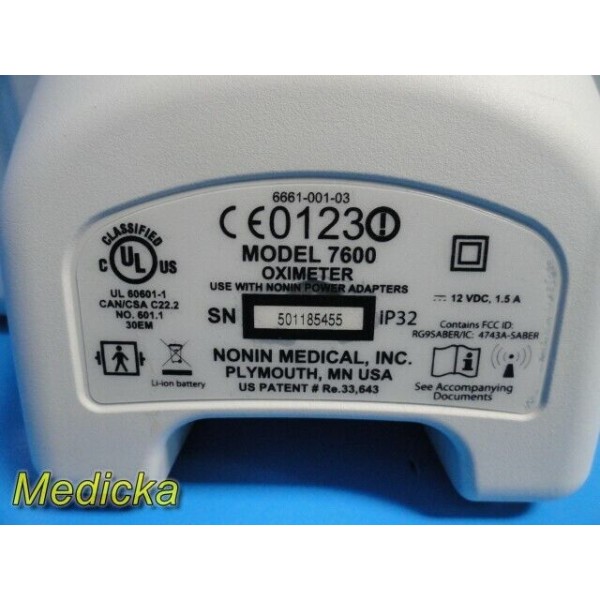 6661-001-03
CE0123
MODEL 7600
OXIMETER
USE WITH NONIN POWER ADAPTERS
SN 501185455 IP32
CLASSIFIED
C UL US
UL 60601-1
CAN/CSA C22.2
NO. 601.1
30EM
12 VDC, 1.5 A
Contains FCC ID:
RG9SABER/IC: 4743A-SABER
Li-ion battery
NONIN MEDICAL, INC.
PLYMOUTH, MN USA
US PATENT # Re.33,643
See Accompanying
Documents
Medicka